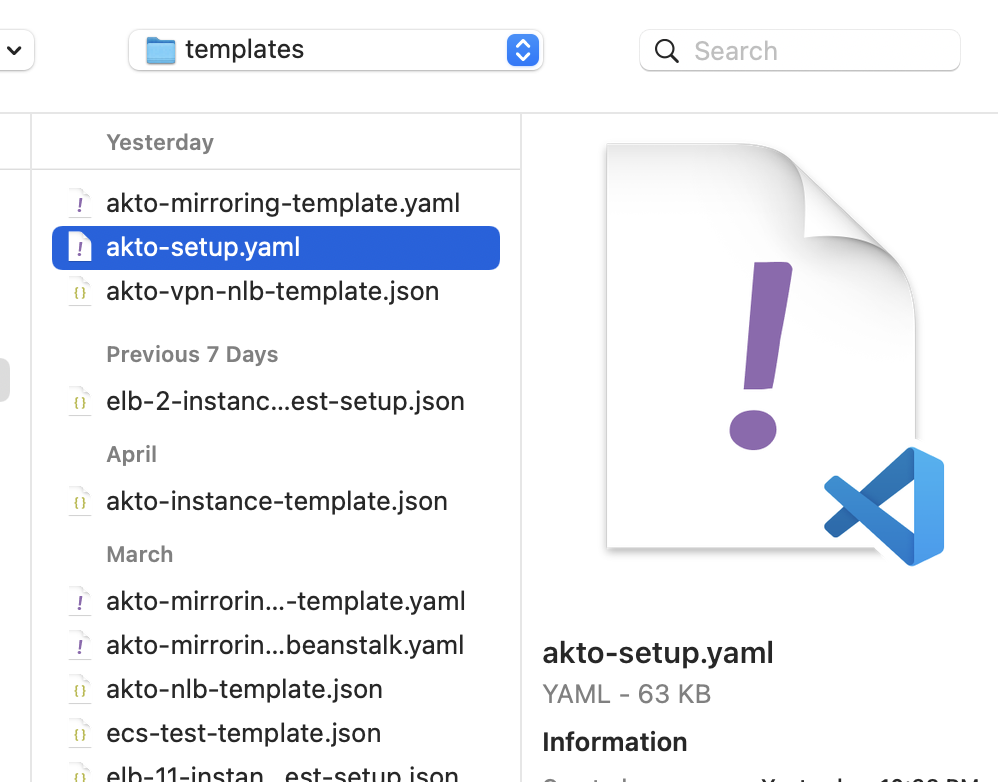 templates
Search
Yesterday
akto-mirroring-template.yaml
akto-setup.yaml
akto-vpn-nlb-template.json
Previous 7 Days
elb-2-instanc...est-setup.json
April
akto-instance-template.json
March
akto-mirrorin...-template.yaml
akto-mirrorin...beanstalk.yaml
akto-nlb-template.json
ecs-test-template.json
elb-11-instan...est-setup.json
akto-setup.yaml
YAML - 63 KB
Information